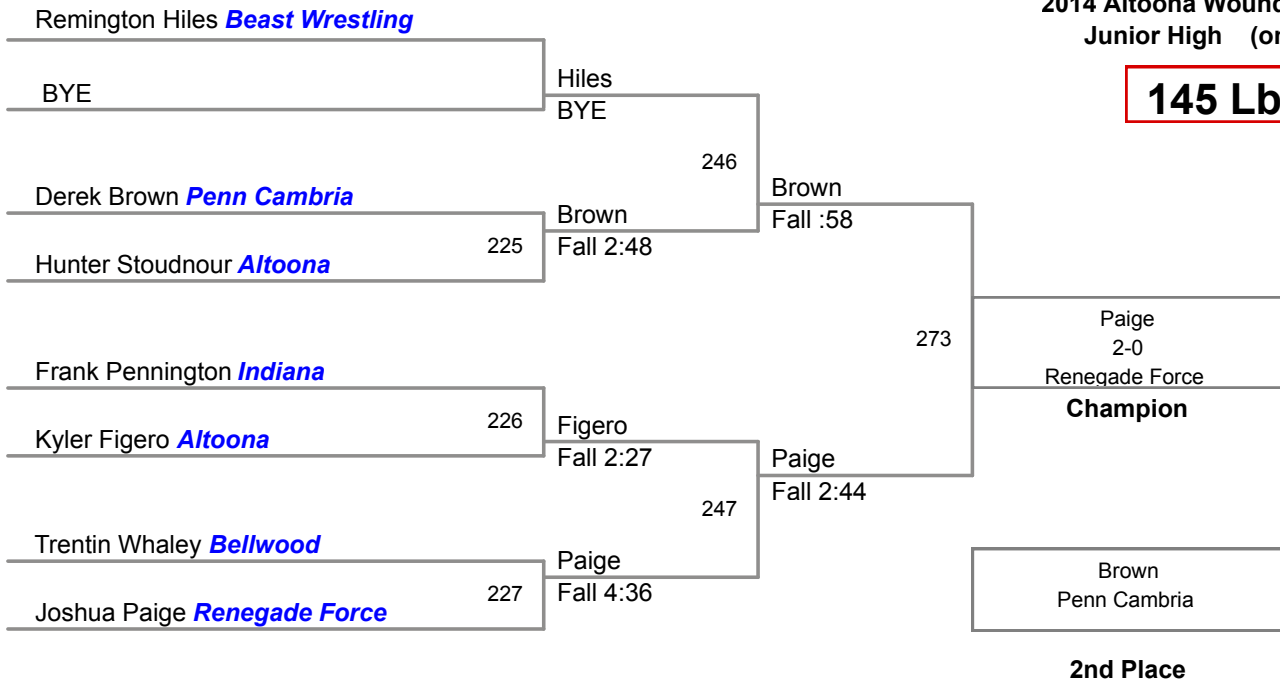 Remington Hiles Beast Wrestling
2014 Altoona
Junior High
BYE
Hiles
BYE
145
246
Derek Brown Penn Cambria
Brown
Fall :58
225
Brown
Fall 2:48
Hunter Stoudnour Altoona
273
Paige
2-0
Renegade Force
Champion
Frank Pennington Indiana
226
Figero
Fall 2:27
Kyler Figero Altoona
Paige
Fall 2:44
247
Trentin Whaley Bellwood
Paige
Fall 4:36
227
Joshua Paige Renegade Force
Brown
Penn Cambria
2nd Place